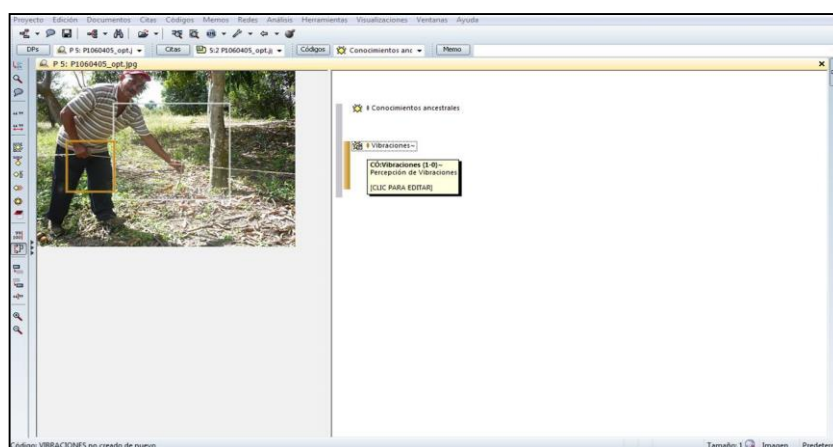 Proyecto Edición Documentos Citas Códigos Memos Redes Análisis Herramientas Visualizaciones Ventanas Ayuda
DPs P 5: P1060405_opt.j Citas 5:2 P1060405_opt.j Códigos Conocimientos anc Memo
P 5: P1060405_opt.jpg
Conocimientos ancestrales
Vibraciones~
CÓ:Vibraciones {1-0}~
Percepción de Vibraciones
[CLIC PARA EDITAR]
Código: VIBRACIONES no creado de nuevo Tamaño: 1 Imagen Predeter